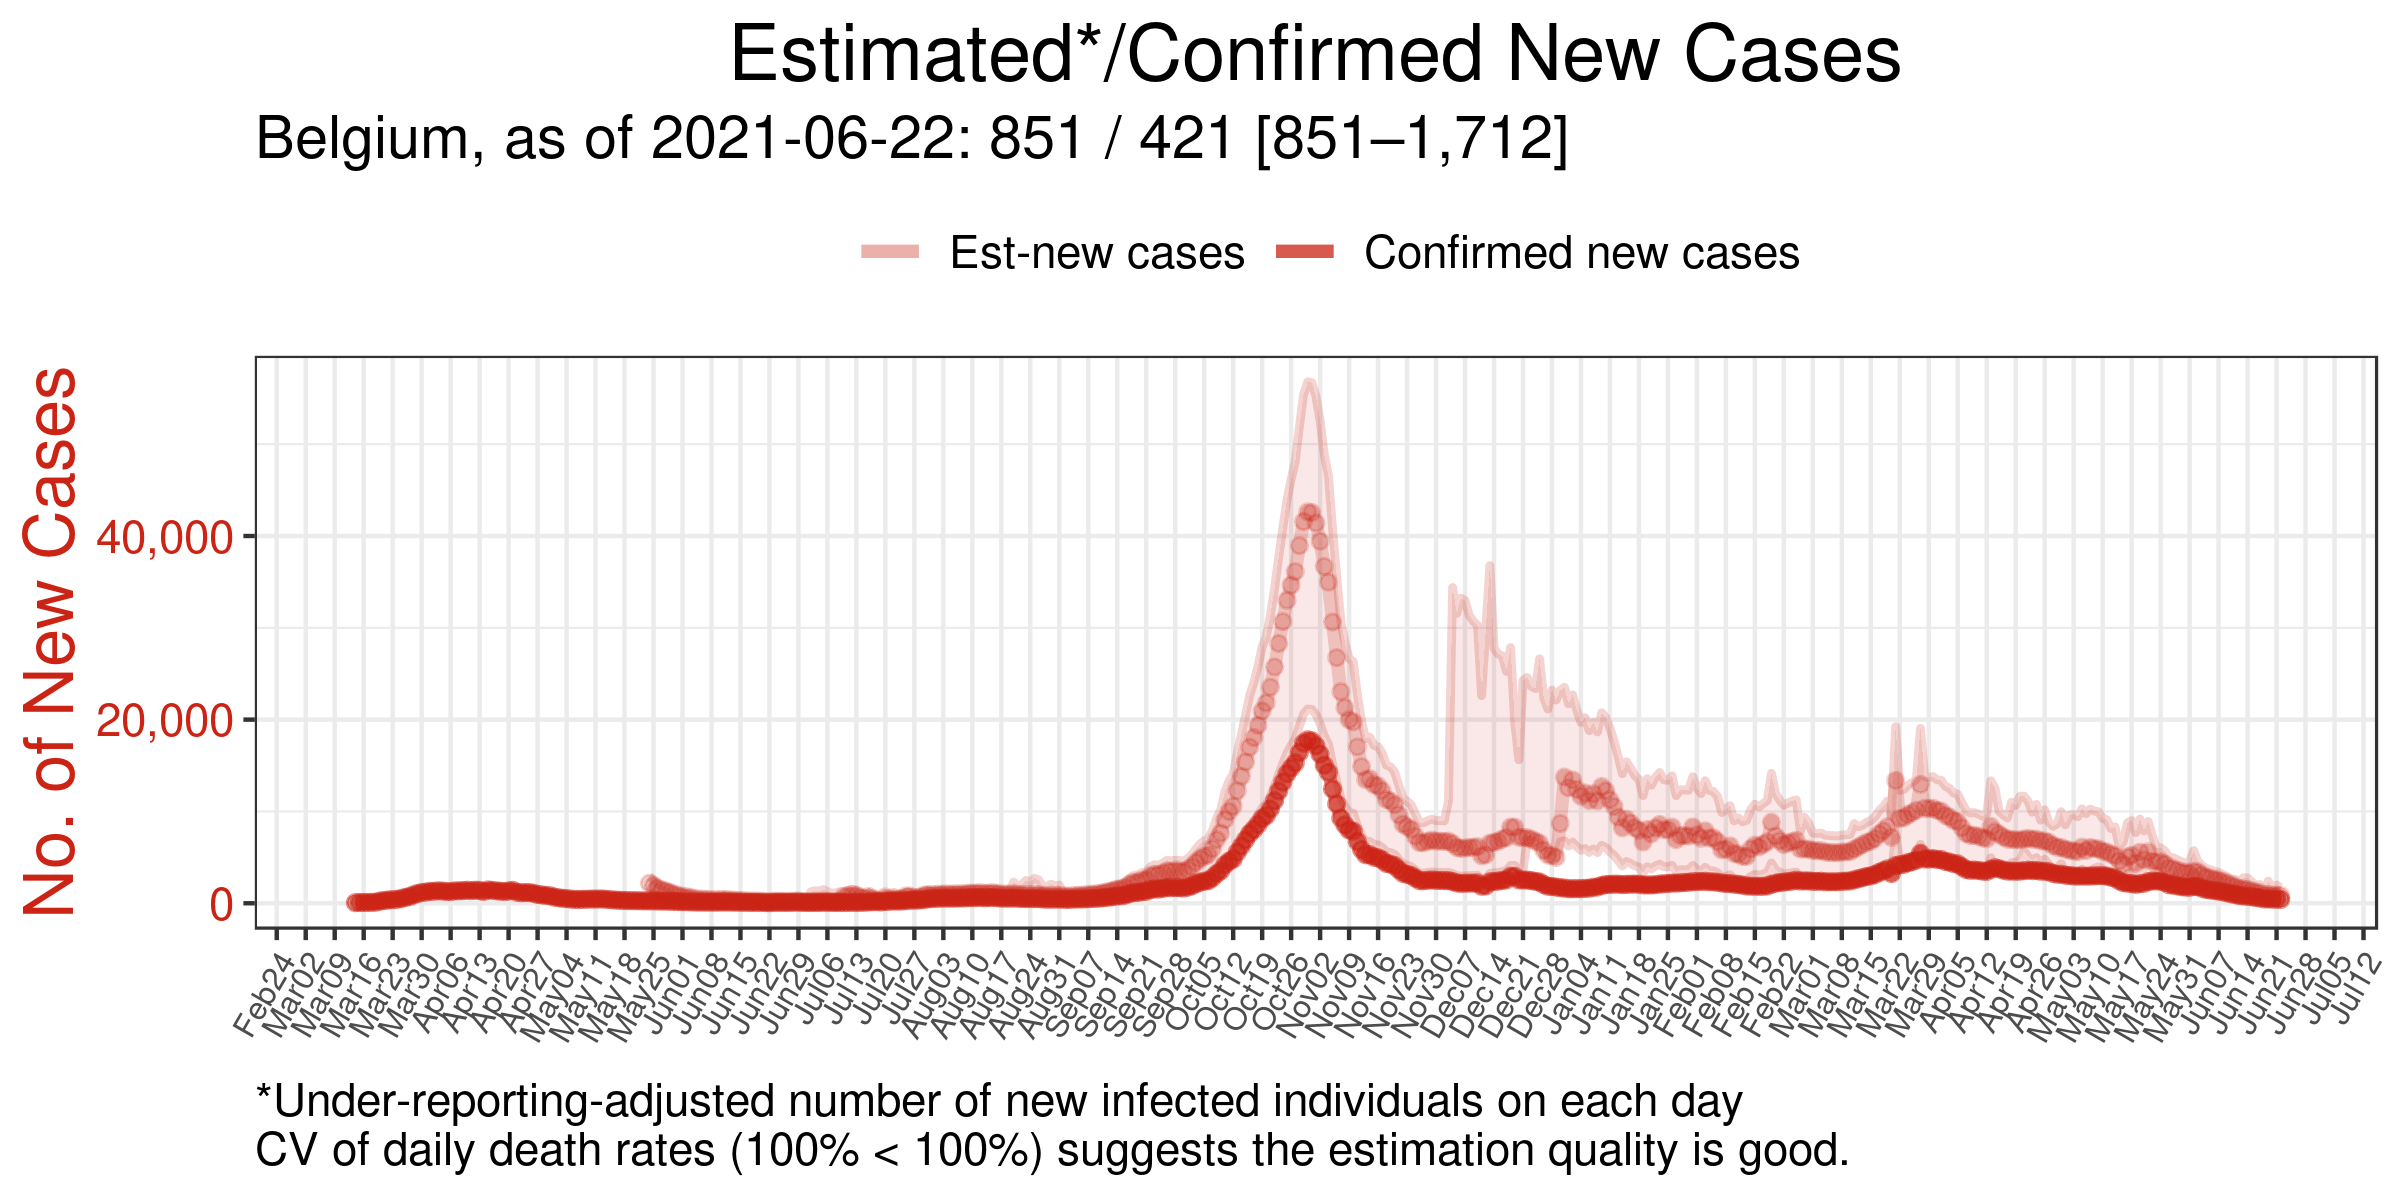 Estimated*/Confirmed New Cases
Belgium, as of 2021-06-22: 851 / 421 [851–1,712]
Est-new cases Confirmed new cases
No. of New Cases
40,000
20,000
0
Feb24 Mar02 Mar09 Mar16 Mar23 Mar30 Apr06 Apr13 Apr20 Apr27 May04 May11 May18 May25 Jun01 Jun08 Jun15 Jun22 Jun29 Jul06 Jul13 Jul20 Jul27 Aug03 Aug10 Aug17 Aug24 Aug31 Sep07 Sep14 Sep21 Sep28 Oct05 Oct12 Oct19 Oct26 Nov02 Nov09 Nov16 Nov23 Nov30 Dec07 Dec14 Dec21 Dec28 Jan04 Jan11 Jan18 Jan25 Feb01 Feb08 Feb15 Feb22 Mar01 Mar08 Mar15 Mar22 Mar29 Apr05 Apr12 Apr19 Apr26 May03 May10 May17 May24 May31 Jun07 Jun14 Jun21 Jun28 Jul05 Jul12
*Under-reporting-adjusted number of new infected individuals on each day
CV of daily death rates (100% < 100%) suggests the estimation quality is good.